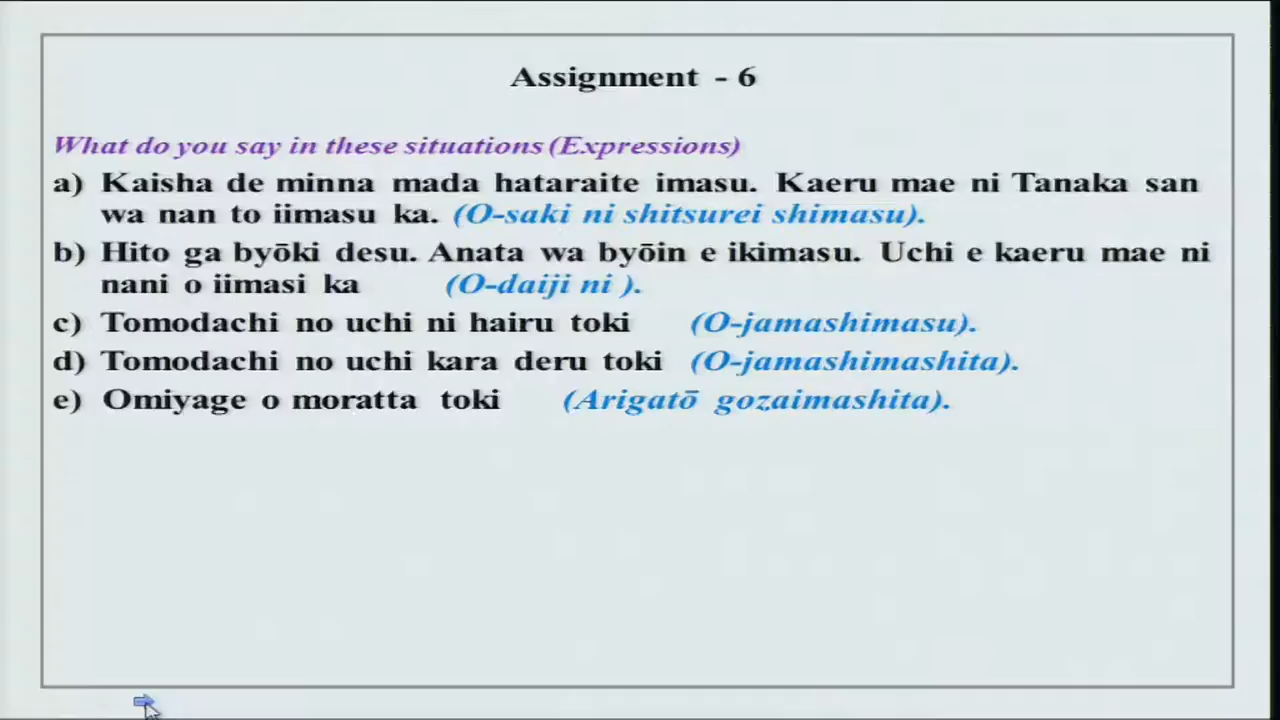 Assignment - 6
What do you say in these situations (Expressions)
a) Kaisha de minna mada hataraite imasu. Kaeru mae ni Tanaka san
wa nan to iimasu ka. (O-saki ni shitsurei shimasu).
b) Hito ga byōki desu. Anata wa byōin e ikimasu. Uchi e kaeru mae ni
nani o iimasi ka (O-daiji ni ).
c) Tomodachi no uchi ni hairu toki (O-jamashimasu).
d) Tomodachi no uchi kara deru toki (O-jamashimashita).
e) Omiyage o moratta toki (Arigatō gozaimashita).